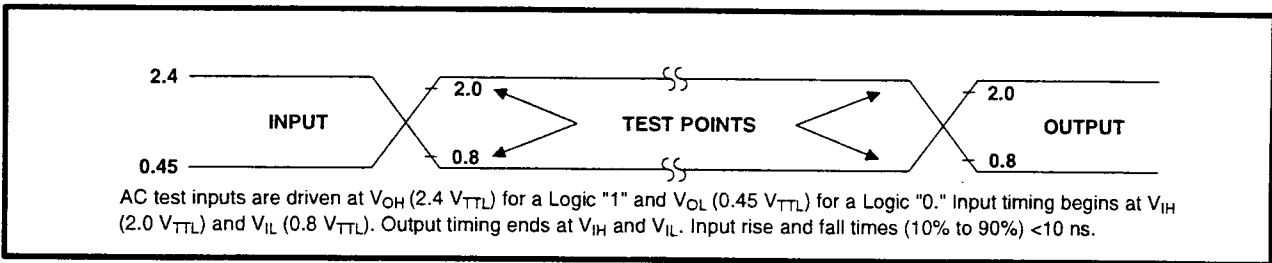 2.4
2.0
2.0
INPUT
TEST POINTS
OUTPUT
0.8
0.8
0.45
AC test inputs are driven at VOH (2.4 VTTL) for a Logic "1" and VOL (0.45 VTTL) for a Logic "0." Input timing begins at VIH
(2.0 VTTL) and VIL (0.8 VTTL). Output timing ends at VIH and VIL. Input rise and fall times (10% to 90%) <10 ns.